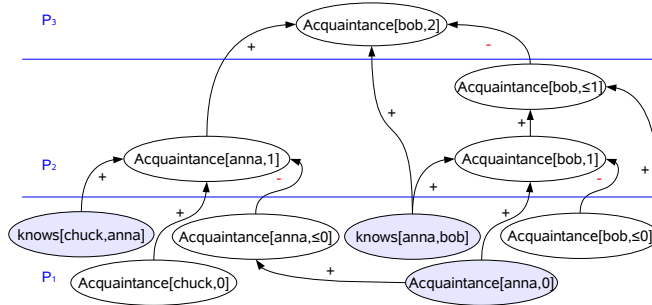 P₃
Acquaintance[bob,2]
+
-
Acquaintance[bob,≤1]
+
+
P₂
Acquaintance[anna,1]
Acquaintance[bob,1]
+
-
+
-
+
+
+
knows[chuck,anna]
Acquaintance[anna,≤0]
knows[anna,bob]
Acquaintance[bob,≤0]
P₁
+
Acquaintance[chuck,0]
Acquaintance[anna,0]